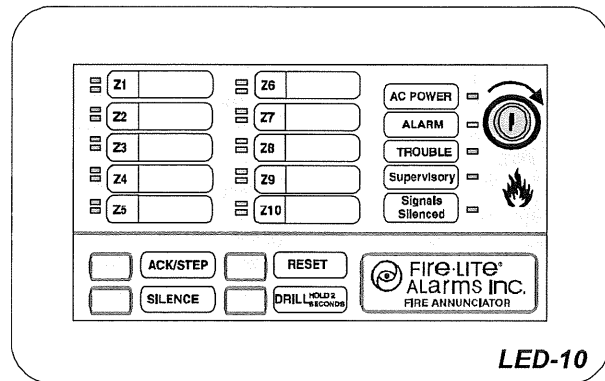 Z1
Z2
Z3
Z4
Z5
Z6
Z7
Z8
Z9
Z10
AC POWER
ALARM
TROUBLE
Supervisory
Signals
Silenced
ACK/STEP
RESET
SILENCE
DRILL HOLD 2
SECONDS
FIRE·LITE®
ALARMS INC.
FIRE ANNUNCIATOR
LED-10